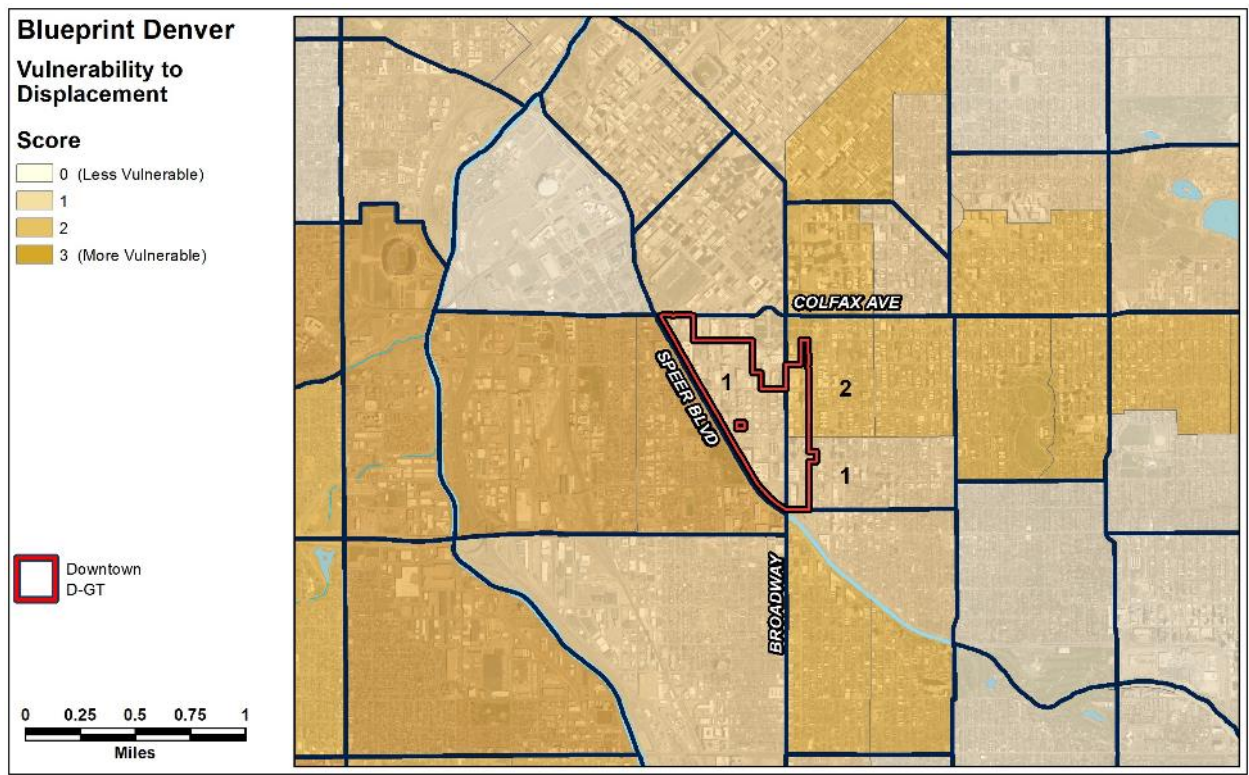 Blueprint Denver
Vulnerability to
Displacement
Score
0 (Less Vulnerable)
1
2
3 (More Vulnerable)
Downtown
D-GT
0 0.25 0.5 0.75 1
Miles
COLFAX AVE
SPEER BLVD
BROADWAY
1
2
1